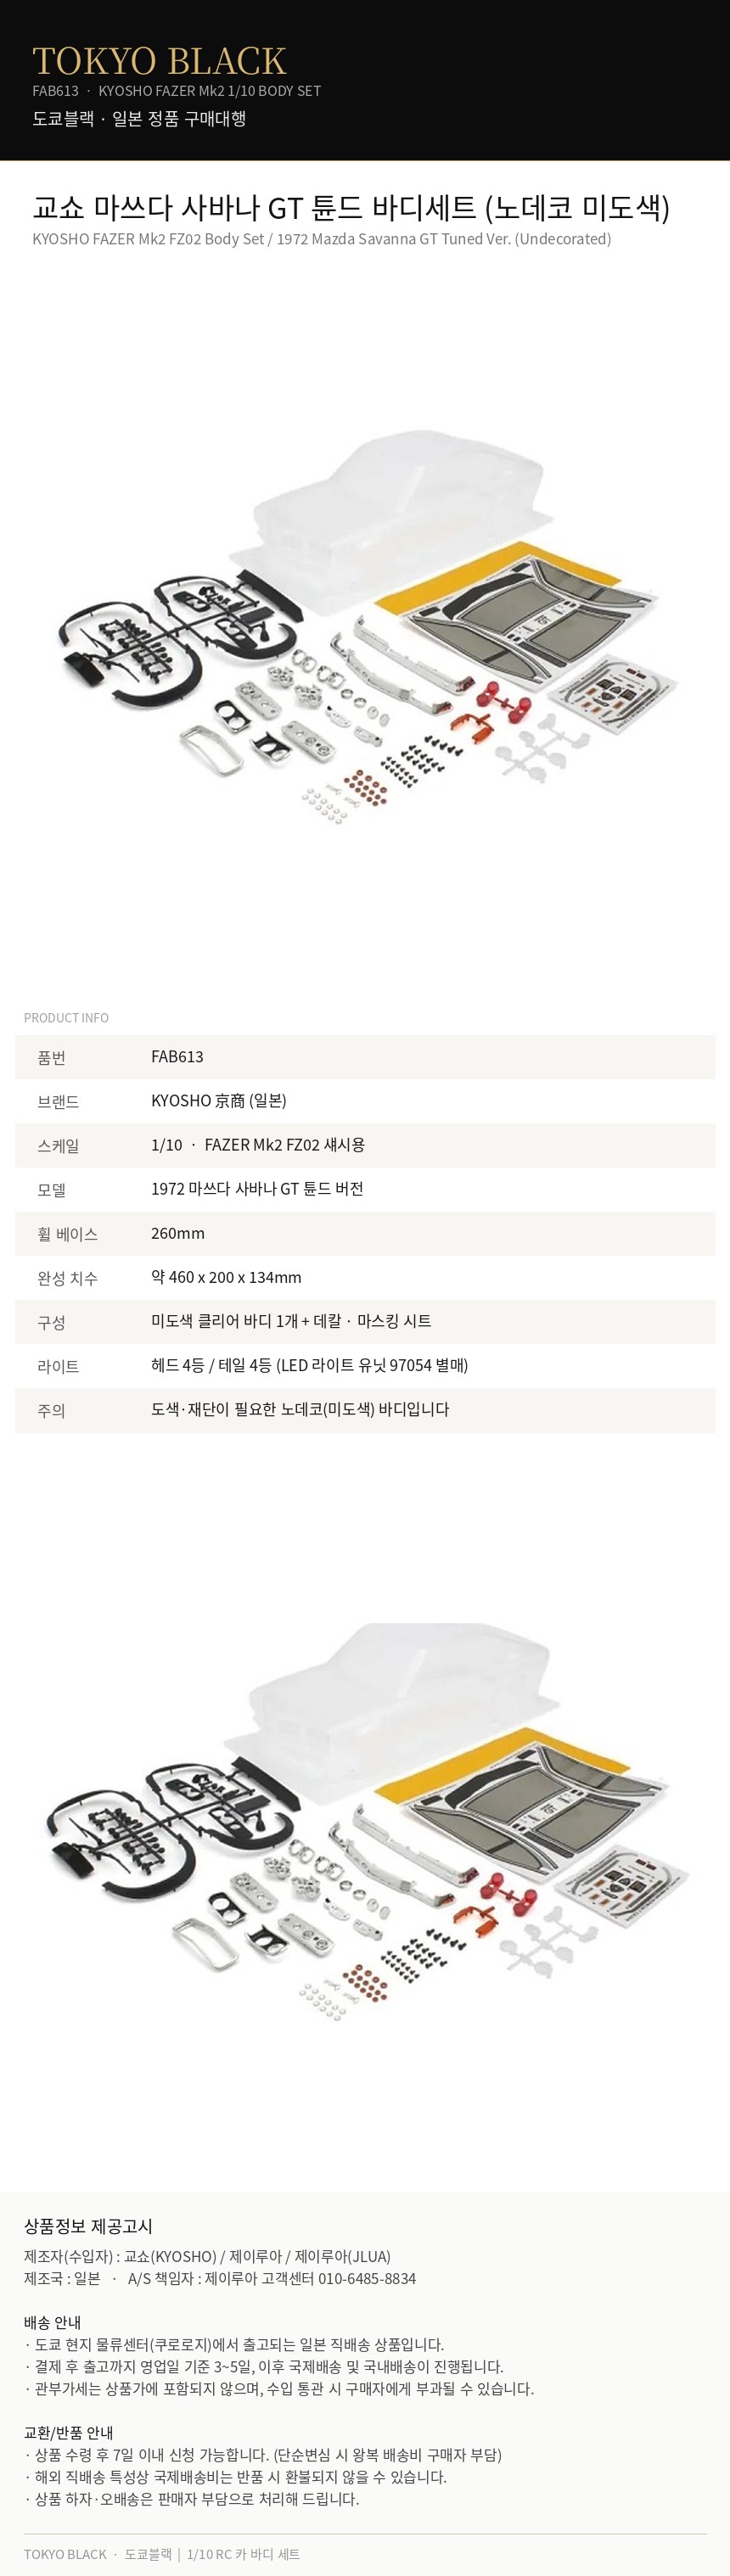 TOKYO BLACK
FAB613 · KYOSHO FAZER Mk2 1/10 BODY SET
도쿄블랙 · 일본 정품 구매대행
교쇼 마쓰다 사바나 GT 튠드 바디세트 (노데코 미도색)
KYOSHO FAZER Mk2 FZ02 Body Set / 1972 Mazda Savanna GT Tuned Ver. (Undecorated)
PRODUCT INFO
품번 FAB613
브랜드 KYOSHO 京商 (일본)
스케일 1/10 · FAZER Mk2 FZ02 섀시용
모델 1972 마쓰다 사바나 GT 튠드 버전
휠 베이스 260mm
완성 치수 약 460 x 200 x 134mm
구성 미도색 클리어 바디 1개 + 데칼 · 마스킹 시트
라이트 헤드 4등 / 테일 4등 (LED 라이트 유닛 97054 별매)
주의 도색·재단이 필요한 노데코(미도색) 바디입니다
상품정보 제공고시
제조자(수입자) : 교쇼(KYOSHO) / 제이루아 / 제이루아(JLUA)
제조국 : 일본 · A/S 책임자 : 제이루아 고객센터 010-6485-8834
배송 안내
· 도쿄 현지 물류센터(쿠로로지)에서 출고되는 일본 직배송 상품입니다.
· 결제 후 출고까지 영업일 기준 3~5일, 이후 국제배송 및 국내배송이 진행됩니다.
· 관부가세는 상품가에 포함되지 않으며, 수입 통관 시 구매자에게 부과될 수 있습니다.
교환/반품 안내
· 상품 수령 후 7일 이내 신청 가능합니다. (단순변심 시 왕복 배송비 구매자 부담)
· 해외 직배송 특성상 국제배송비는 반품 시 환불되지 않을 수 있습니다.
· 상품 하자·오배송은 판매자 부담으로 처리해 드립니다.
TOKYO BLACK · 도쿄블랙 | 1/10 RC 카 바디 세트